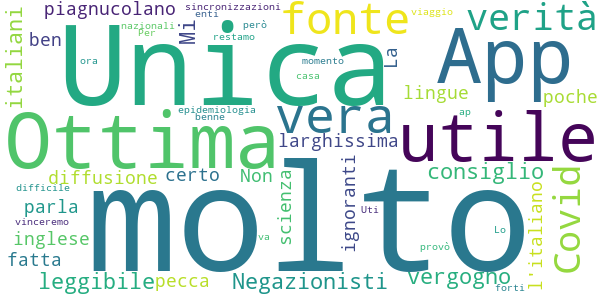 piagnucolano sincronizzazioni
enti viaggio
italiani nazionali però
Per
ben Mi restamo
fonte verità
Unica App
ora La momento
casa
lingue poche
epidemiologia
benne
vera ap
Ottima utile
larghissima
diffusione certo Non scienza ignoranti consiglio Covid
difficile
parla Uti l'italiano
vinceremo molto Lo
inglese va provò
fatta
leggibile pecca Negazionisti vergogno
forti